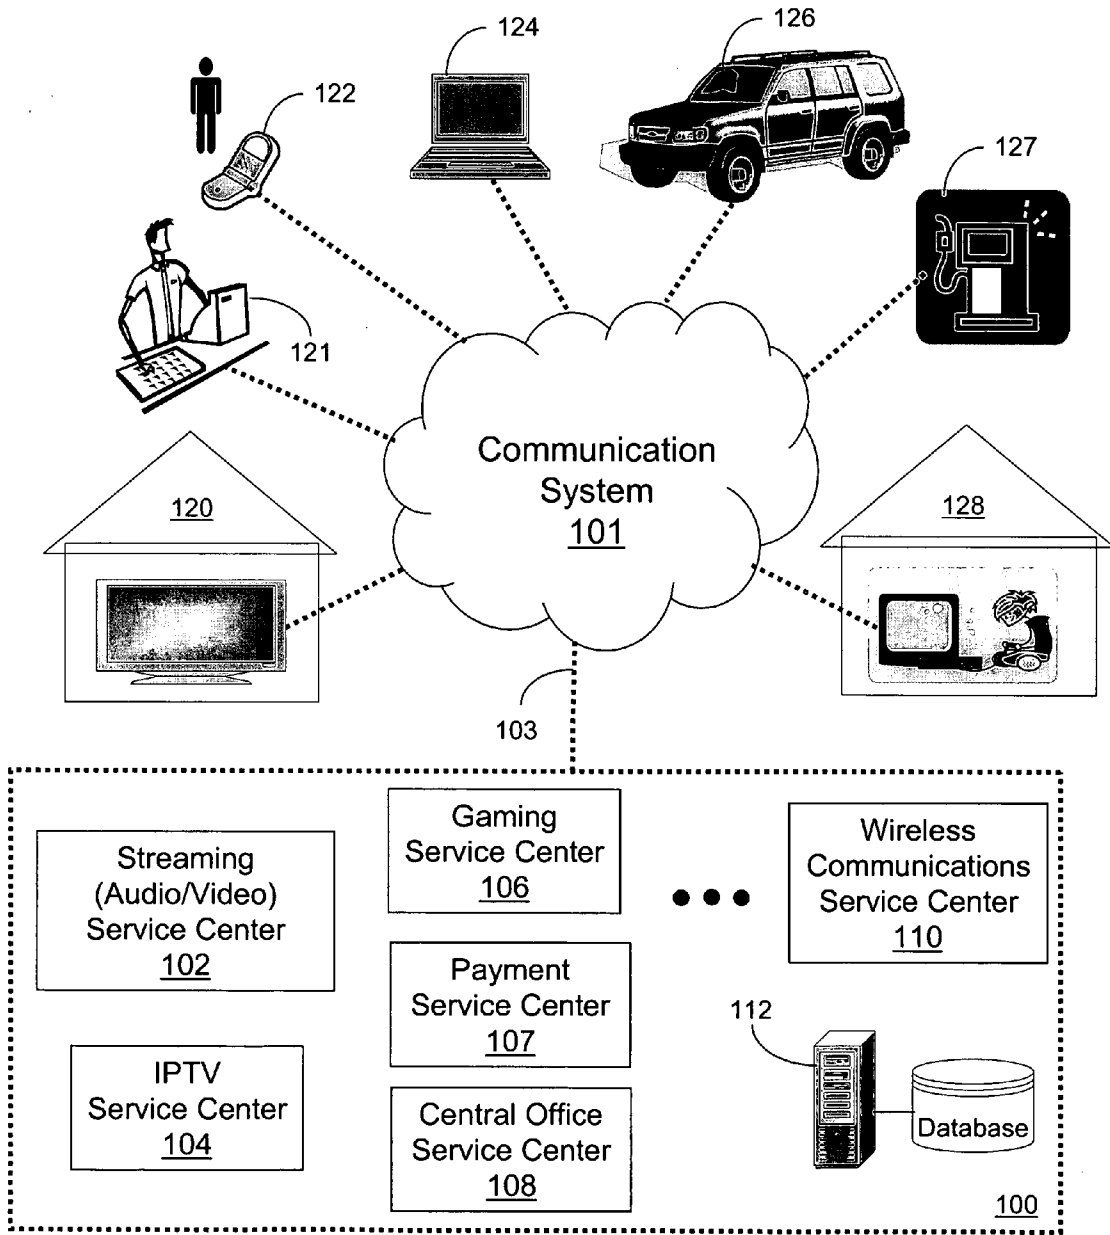 124
126
122
127
121
Communication
System
101
120
128
103
Streaming
(Audio/Video)
Service Center
102
Gaming
Service Center
106
Wireless
Communications
Service Center
110
Payment
Service Center
107
112
IPTV
Service Center
104
Central Office
Service Center
108
Database
100